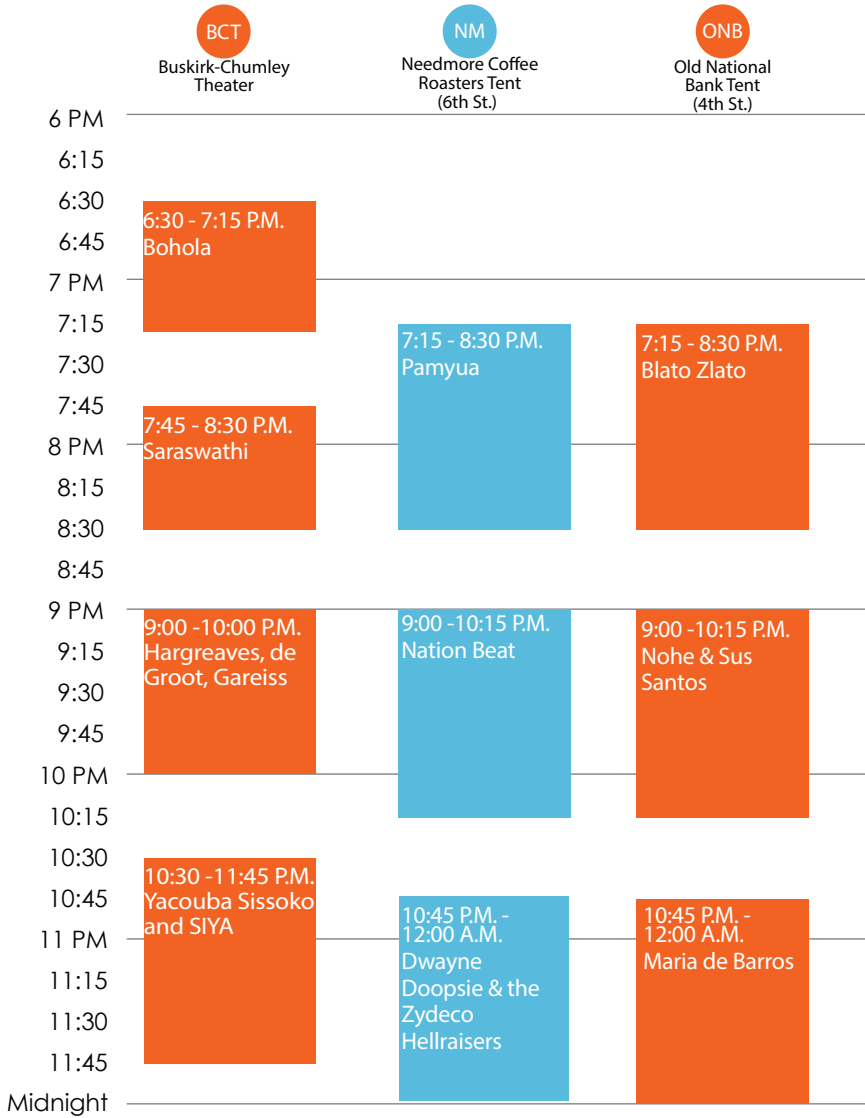 BCT
Buskirk-Chumley
Theater
NM
Needmore Coffee
Roasters Tent
(6th St.)
ONB
Old National
Bank Tent
(4th St.)
6 PM
6:15
6:30
6:45
7 PM
7:15
7:30
7:45
8 PM
8:15
8:30
8:45
9 PM
9:15
9:30
9:45
10 PM
10:15
10:30
10:45
11 PM
11:15
11:30
11:45
Midnight
6:30 - 7:15 P.M.
Bohola
7:45 - 8:30 P.M.
Saraswathi
9:00 -10:00 P.M.
Hargreaves, de
Groot, Gareiss
10:30 -11:45 P.M.
Yacouba Sissoko
and SIYA
7:15 - 8:30 P.M.
Pamyua
9:00 -10:15 P.M.
Nation Beat
10:45 P.M. -
12:00 A.M.
Dwayne
Doopsie & the
Zydeco
Hellraisers
7:15 - 8:30 P.M.
Blato Zlato
9:00 -10:15 P.M.
Nohe & Sus
Santos
10:45 P.M. -
12:00 A.M.
Maria de Barros